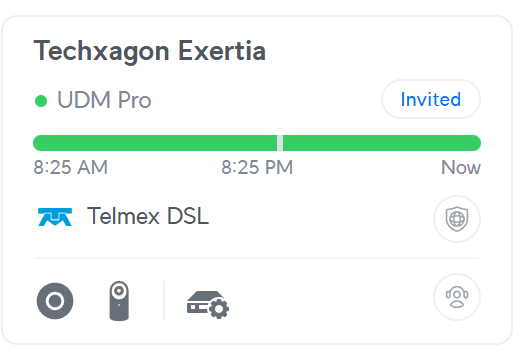 Techxagon Exertia
UDM Pro
Invited
8:25 AM 8:25 PM Now
Telmex DSL